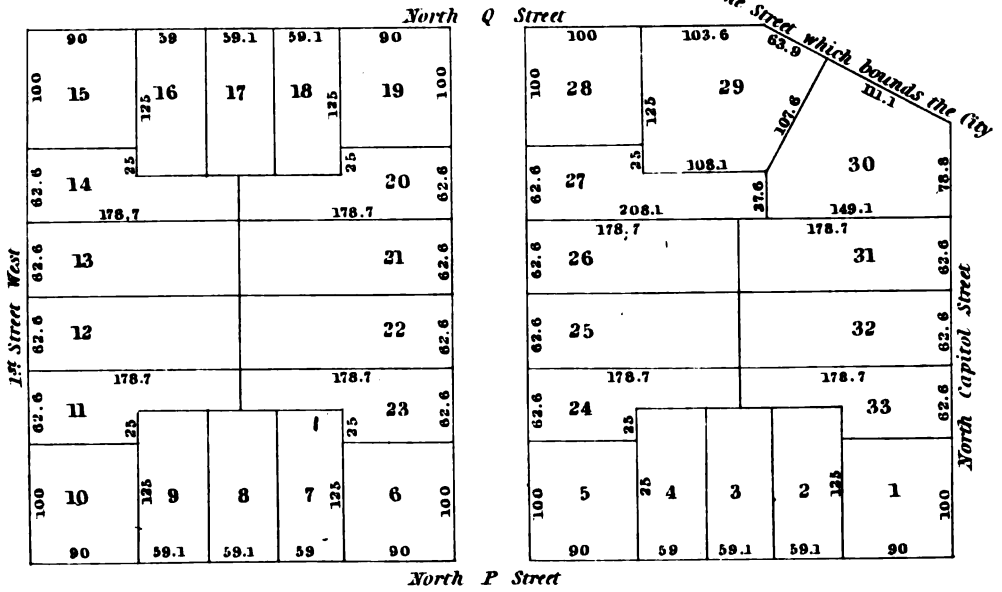 North Q Street
the Street which bounds the City
90 59 59.1 59.1 90
100 103.6 63.9
111.1
100 15 125 16 17 18 125 19 100
100 28 125 29 107.6
25 25
25 108.1
62.6 14 20 62.6
62.6 27 37.6 30 78.8
178.7 178.7
208.1 149.1
178.7 178.7
62.6 13 21 62.6
62.6 26 31 62.6
1st Street West
North Capitol Street
62.6 12 22 62.6
62.6 25 32 62.6
178.7 178.7
178.7 178.7
62.6 11 25 25 23 62.6
62.6 24 25 33 62.6
100 10 125 9 8 7 125 6 100
100 5 25 4 3 2 125 1 100
90 59.1 59.1 59 90
90 59 59.1 59.1 90
North P Street